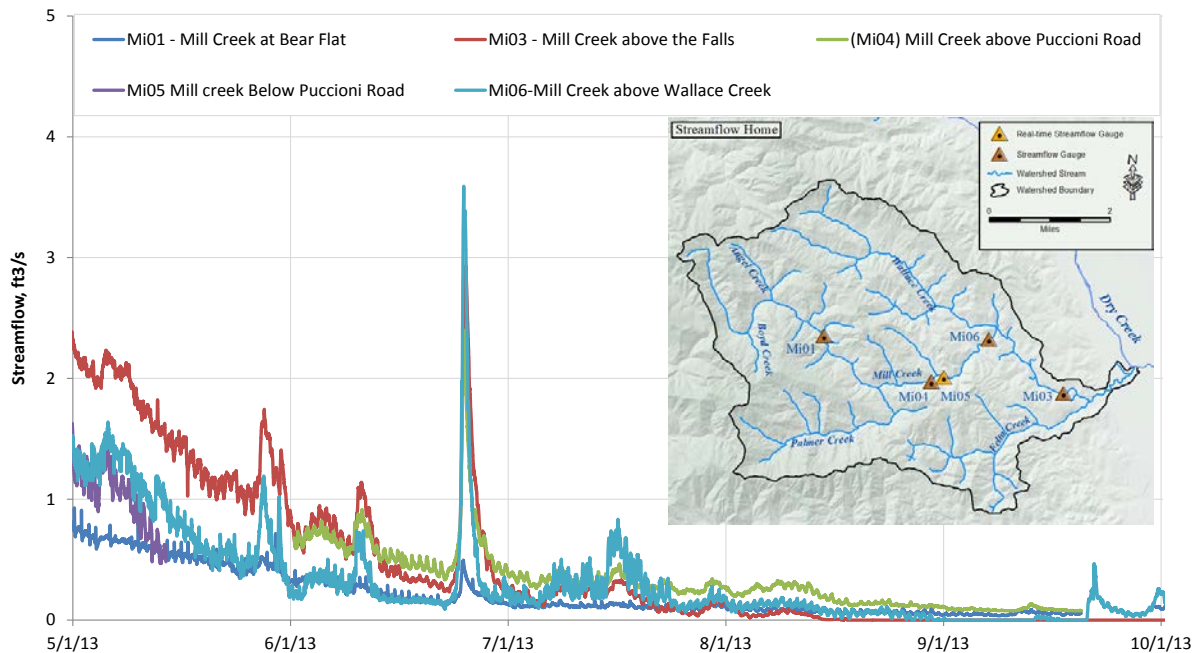 5
4
3
2
1
0
Streamflow, ft3/s
Mi01 - Mill Creek at Bear Flat
Mi03 - Mill Creek above the Falls
(Mi04) Mill Creek above Puccioni Road
Mi05 Mill creek Below Puccioni Road
Mi06-Mill Creek above Wallace Creek
5/1/13
6/1/13
7/1/13
8/1/13
9/1/13
10/1/13
Streamflow Home
Real-time Streamflow Gauge
Streamflow Gauge
Watershed Stream
Watershed Boundary
N
0 2
Miles
Angel Creek
Wallace Creek
Dry Creek
Boyd Creek
Mi01
Mi06
Mill Creek
Mi04
Mi05
Mi03
Palmer Creek
Felta Creek